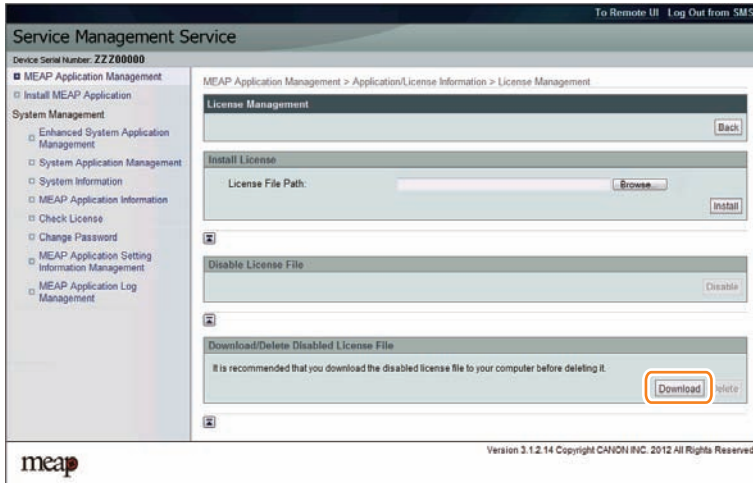 To Remote UI Log Out from SMS
Service Management Service
Device Serial Number: ZZZ00000
MEAP Application Management
Install MEAP Application
System Management
Enhanced System Application
Management
System Application Management
System Information
MEAP Application Information
Check License
Change Password
MEAP Application Setting
Information Management
MEAP Application Log
Management
MEAP Application Management > Application/License Information > License Management
License Management
Back
Install License
License File Path:
Browse...
Install
Disable License File
Disable
Download/Delete Disabled License File
It is recommended that you download the disabled license file to your computer before deleting it.
Download Delete
Version 3.1.2.14 Copyright CANON INC. 2012 All Rights Reserved
meap